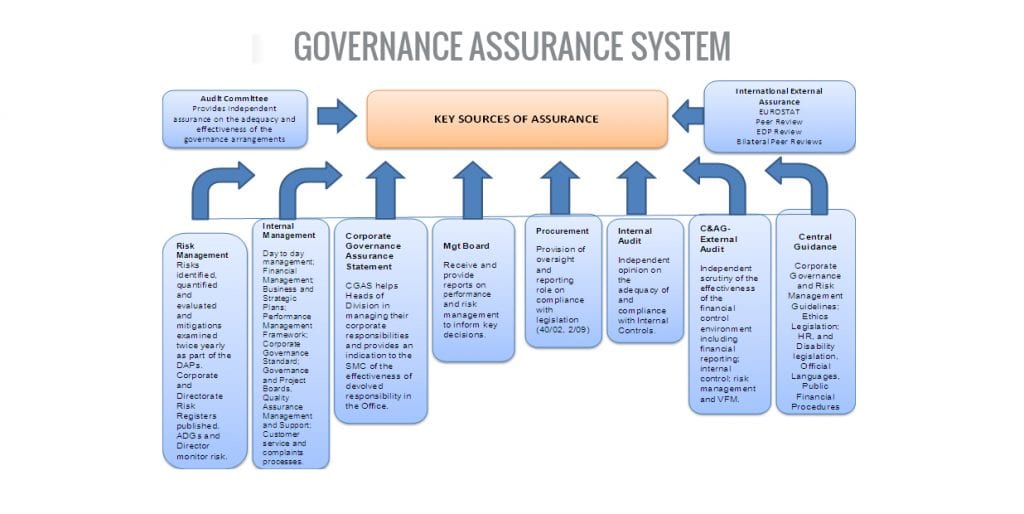 GOVERNANCE ASSURANCE SYSTEM
Audit Committee
Provides independent
assurance on the adequacy and
effectiveness of the
governance arrangements
KEY SOURCES OF ASSURANCE
International External
Assurance
EUROSTAT
Peer Review
EDP Review
Bilateral Peer Reviews
Risk
Management
Risks
identified,
quantified
and
evaluated
and
mitigations
examined
twice yearly
as part of the
DAPs.
Corporate
and
Directorate
Risk
Registers
published,
ADGs and
Director
monitor risk.
Internal
Management
Day to day
management;
Financial
Management
Business and
Strategic
Plans;
Performance
Management
Framework;
Corporate
Governance
Standard;
Governance
and Project
Boards,
Quality
Assurance
Management
and Support;
Customer
service and
complaints
processes.
Corporate
Governance
Assurance
Statement
CGAS helps
Heads of
Division in
managing their
corporate
responsibilities
and provides an
indication to the
SMC of the
effectiveness of
devolved
responsibility in
the Office.
Mgt Board
Receive and
provide
reports on
performance
and risk
management
to inform key
decisions.
Procurement
Provision of
oversight
and
reporting
role on
compliance
with
legislation
(40/02, 2/09)
Internal
Audit
Independent
opinion on
the
adequacy of
and
compliance
with Internal
Controls.
C&AG-
External
Audit
Independent
scrutiny of the
effectiveness
of the
financial
control
environment
including
financial
reporting;
internal
control; risk
management
and VFM.
Central
Guidance
Corporate
Governance
and Risk
Management
Guidelines;
Ethics
Legislation;
HR, and
Disability
legislation,
Official
Languages,
Public
Financial
Procedures